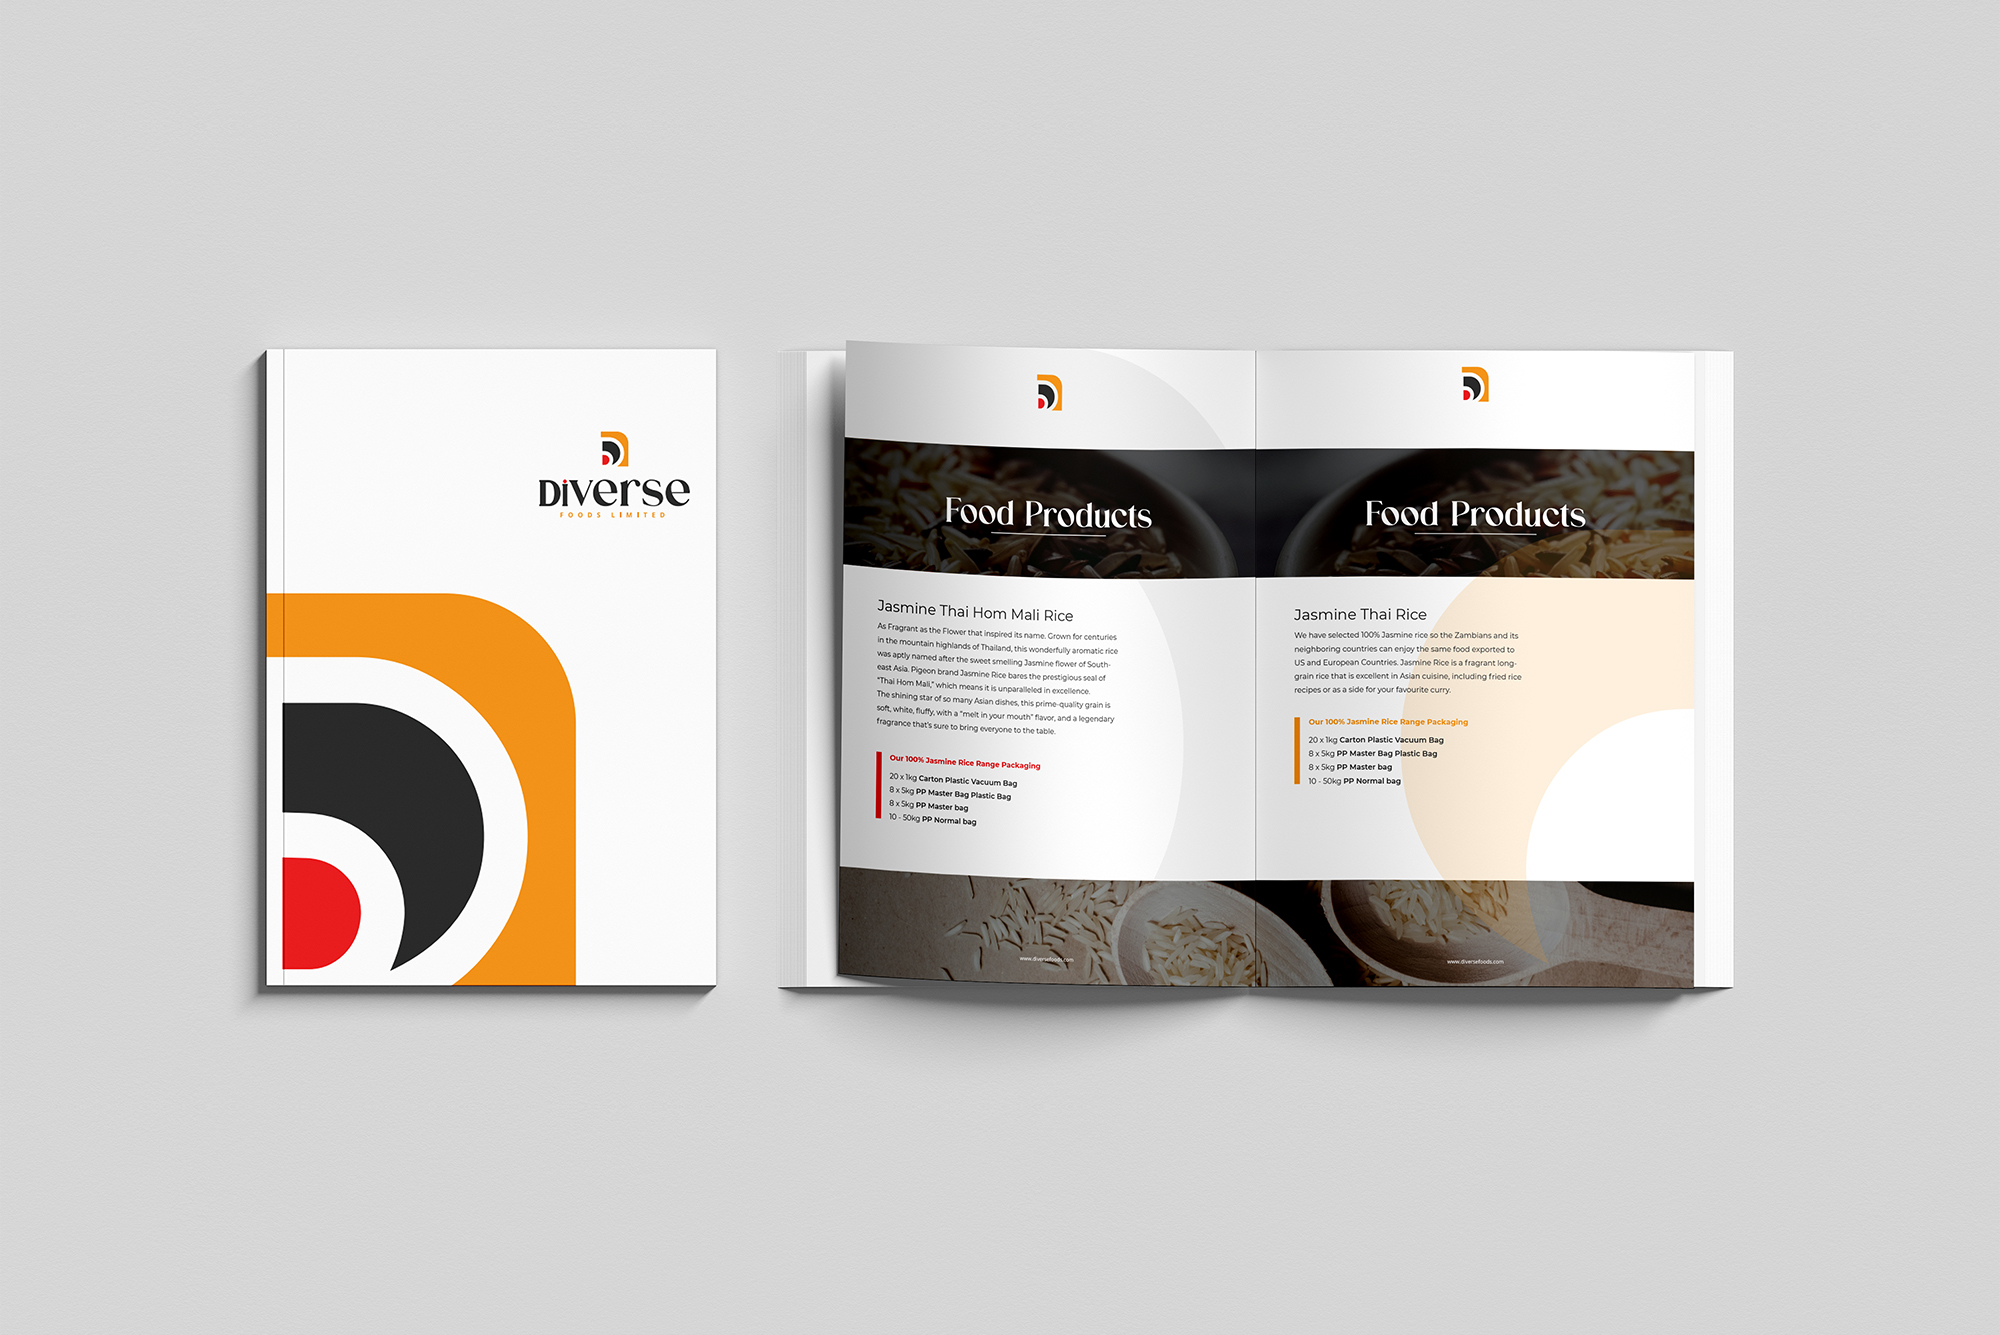 Diverse
FOODS LIMITED
Food Products
Jasmine Thai Hom Mali Rice
As Fragrant as the Flower that inspired its name. Grown for centuries
in the mountain highlands of Thailand, this wonderfully aromatic rice
was aptly named after the sweet smelling Jasmine flower of South-
east Asia. Pigeon brand Jasmine Rice bares the prestigious seal of
"Thai Hom Mali," which means it is unparalleled in excellence.
The shining star of so many Asian dishes, this prime-quality grain is
soft, white, fluffy, with a "melt in your mouth" flavor, and a legendary
fragrance that's sure to bring everyone to the table.
Our 100% Jasmine Rice Range Packaging
20 x 1kg Carton Plastic Vacuum Bag
8 x 5kg PP Master Bag Plastic Bag
8 x 5kg PP Master bag
10 - 50kg PP Normal bag
www.diversefoods.com
Food Products
Jasmine Thai Rice
We have selected 100% Jasmine rice so the Zambians and its
neighboring countries can enjoy the same food exported to
US and European Countries. Jasmine Rice is a fragrant long-
grain rice that is excellent in Asian cuisine, including fried rice
recipes or as a side for your favourite curry.
Our 100% Jasmine Rice Range Packaging
20 x 1kg Carton Plastic Vacuum Bag
8 x 5kg PP Master Bag Plastic Bag
8 x 5kg PP Master bag
10 - 50kg PP Normal bag
www.diversefoods.com